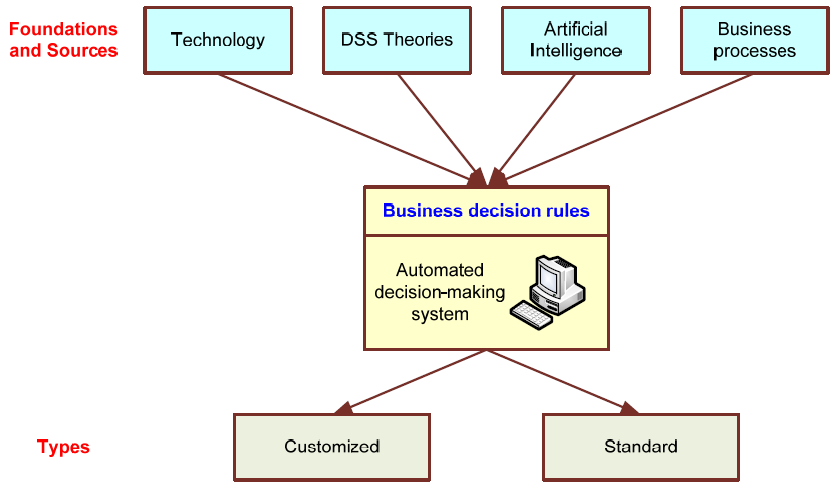 Foundations
and Sources
Technology
DSS Theories
Artificial
Intelligence
Business
processes
Business decision rules
Automated
decision-making
system
Types
Customized
Standard